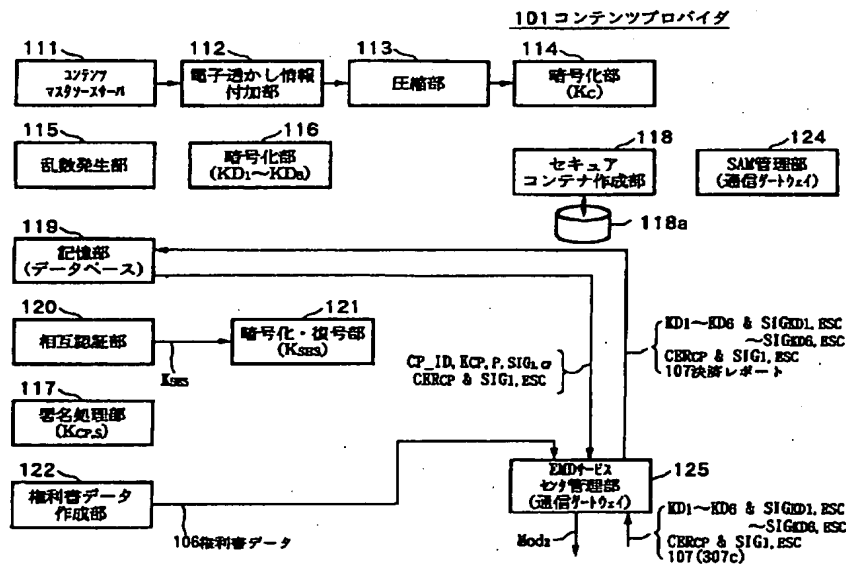 101 コンテンツプロバイダ
111
コンテンツ
マスタソースサーバ
112
電子透かし情報
付加部
113
圧縮部
114
暗号化部
(KC)
115
乱数発生部
116
暗号化部
(KD1～KD6)
118
セキュア
コンテナ作成部
118a
124
SAM管理部
(通信ゲートウェイ)
119
記憶部
(データベース)
120
相互認証部
KSES
121
暗号化・復号部
(KSES)
CP_ID, KCP,P, SIG1,CP
CERCP & SIG1,ESC
KD1～KD6 & SIGKD1,ESC
～SIGKD6,ESC
CERCP & SIG1,ESC
107決済レポート
117
署名処理部
(KCP,S)
122
権利書データ
作成部
106権利書データ
EMDサービス
センタ管理部
(通信ゲートウェイ)
125
Mod2
KD1～KD6 & SIGKD1,ESC
～SIGKD6,ESC
CERCP & SIG1,ESC
107(307c)